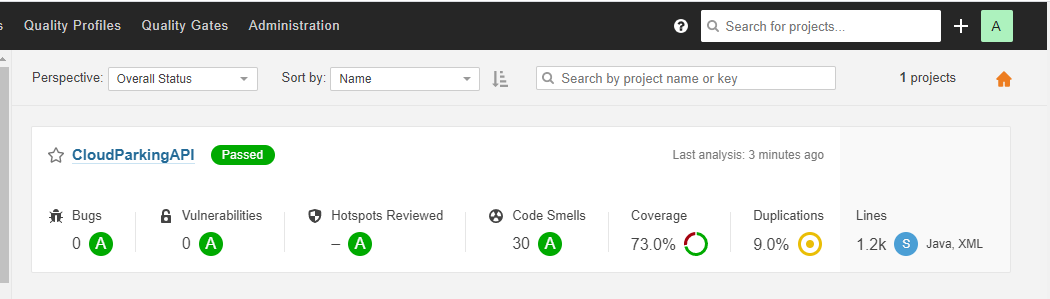 s Quality Profiles Quality Gates Administration ? Search for projects... + A
Perspective: Overall Status Sort by: Name Search by project name or key 1 projects
CloudParkingAPI Passed Last analysis: 3 minutes ago
Bugs Vulnerabilities Hotspots Reviewed Code Smells Coverage Duplications Lines
0 A 0 A – A 30 A 73.0% 9.0% 1.2k S Java, XML